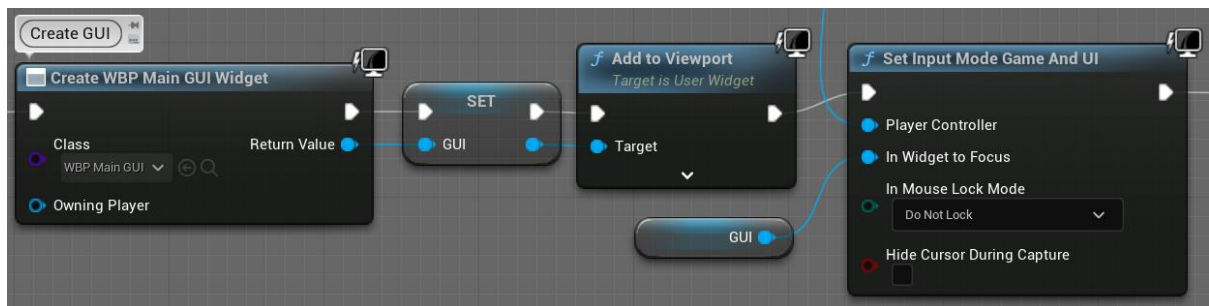 Create GUI
Create WBP Main GUI Widget
Class
Return Value
WBP Main GUI
Owning Player
SET
GUI
f Add to Viewport
Target is User Widget
Target
GUI
f Set Input Mode Game And UI
Player Controller
In Widget to Focus
In Mouse Lock Mode
Do Not Lock
Hide Cursor During Capture